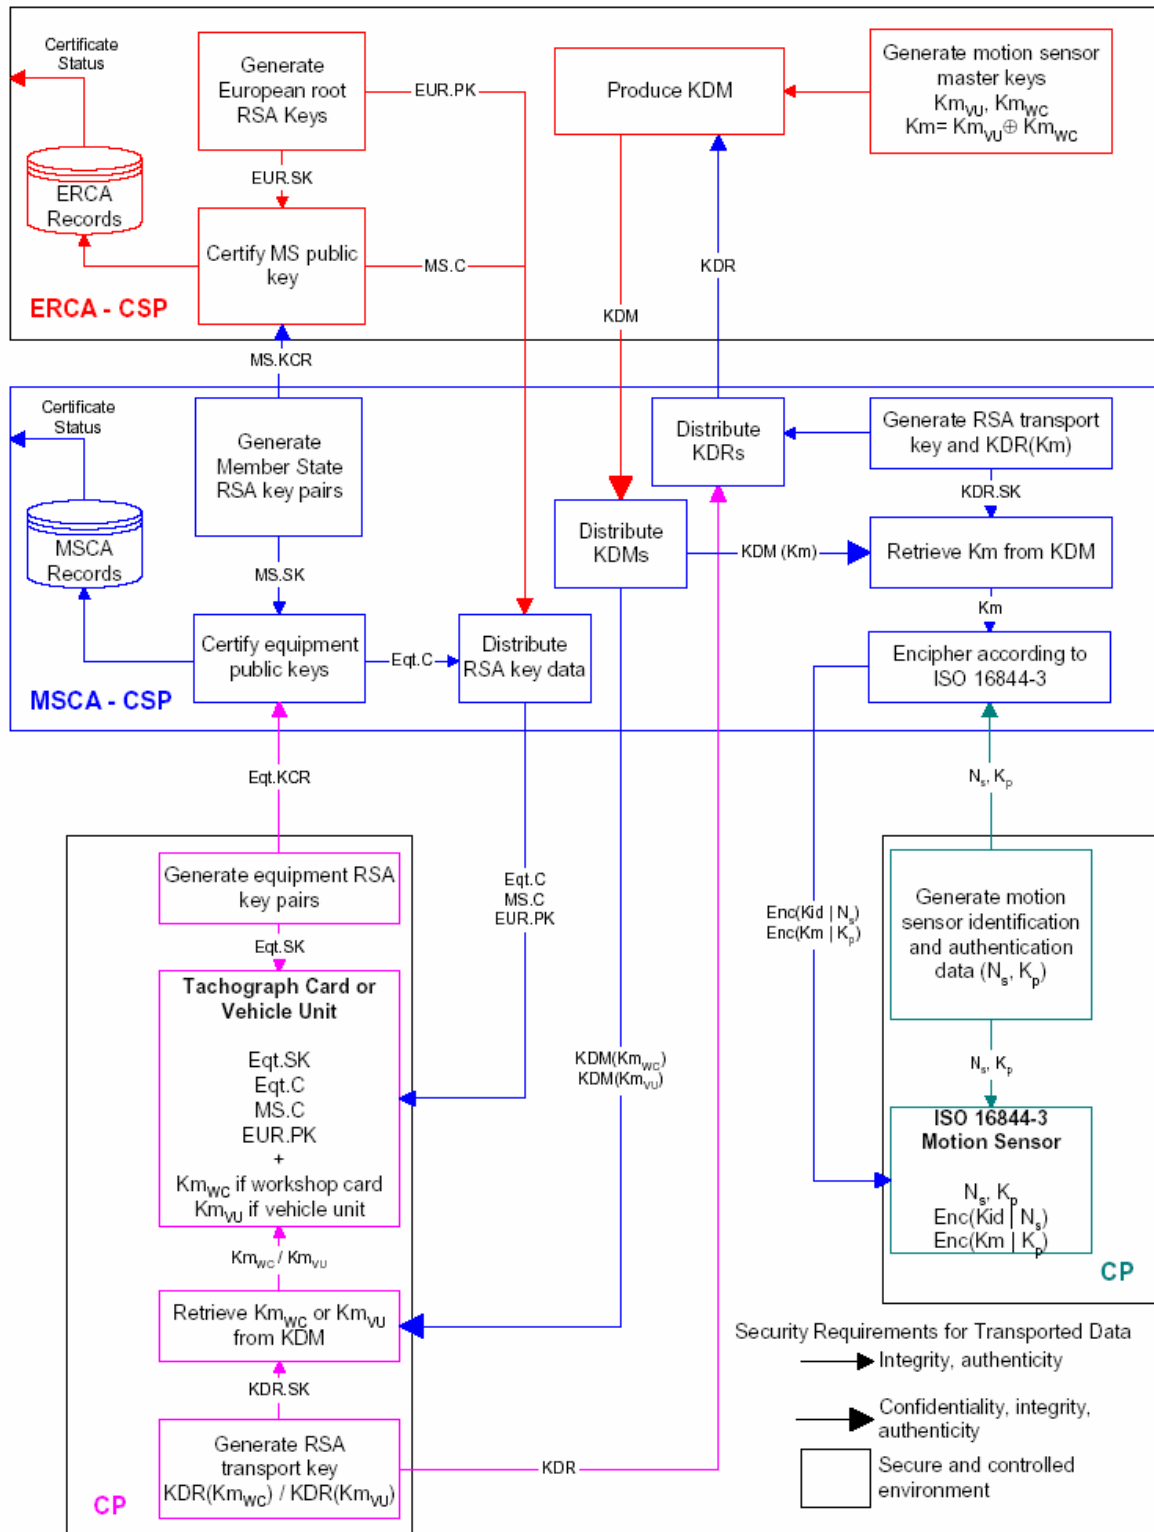 Certificate
Status
Generate
European root
RSA Keys
EUR.PK
Produce KDM
Generate motion sensor
master keys
Km_VU, Km_WC
Km= Km_VU ⊕ Km_WC
EUR.SK
ERCA
Records
Certify MS public
key
MS.C
KDR
KDM
ERCA - CSP
MS.KCR
Certificate
Status
Generate
Member State
RSA key pairs
Distribute
KDRs
Generate RSA transport
key and KDR(Km)
KDR.SK
MSCA
Records
Distribute
KDMs
KDM (Km)
Retrieve Km from KDM
MS.SK
Km
Certify equipment
public keys
Eqt.C
Distribute
RSA key data
Encipher according to
ISO 16844-3
MSCA - CSP
Eqt.KCR
N_s, K_p
Generate equipment RSA
key pairs
Eqt.C
MS.C
EUR.PK
Enc(Kid | N_s)
Enc(Km | K_p)
Generate motion
sensor identification
and authentication
data (N_s, K_p)
Eqt.SK
Tachograph Card or
Vehicle Unit
Eqt.SK
Eqt.C
MS.C
EUR.PK
+
Km_WC if workshop card
Km_VU if vehicle unit
KDM(Km_WC)
KDM(Km_VU)
N_s, K_p
ISO 16844-3
Motion Sensor
N_s, K_p
Enc(Kid | N_s)
Enc(Km | K_p)
CP
Km_WC / Km_VU
Retrieve Km_WC or Km_VU
from KDM
KDR.SK
Generate RSA
transport key
KDR(Km_WC) / KDR(Km_VU)
KDR
CP
Security Requirements for Transported Data
Integrity, authenticity
Confidentiality, integrity,
authenticity
Secure and controlled
environment